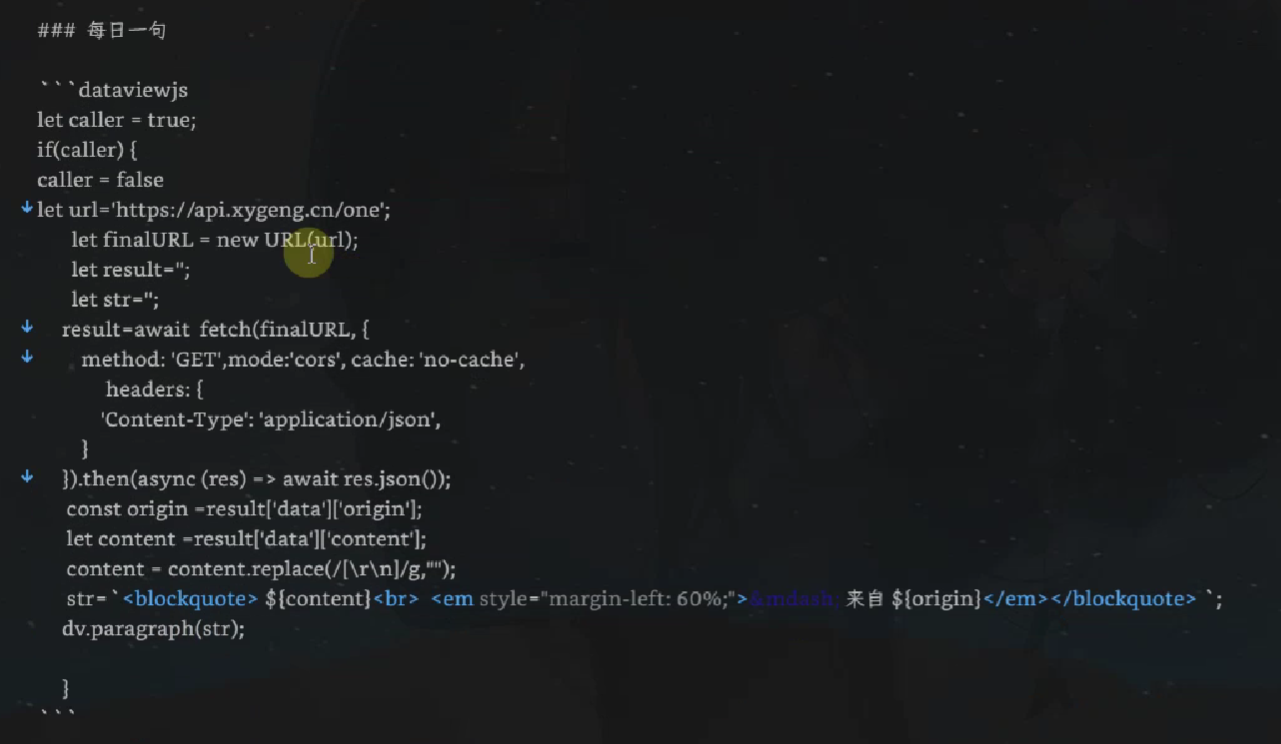 ### 每日一句
```dataviewjs
let caller = true;
if(caller) {
caller = false
let url='https://api.xygeng.cn/one';
let finalURL = new URL(url);
let result='';
let str='';
result=await fetch(finalURL, {
method: 'GET',mode:'cors', cache: 'no-cache',
headers: {
'Content-Type': 'application/json',
}
}).then(async (res) => await res.json());
const origin =result['data']['origin'];
let content =result['data']['content'];
content = content.replace(/[\r\n]/g,"");
str=`<blockquote> ${content}<br> <em style="margin-left: 60%;">&mdash; 来自 ${origin}</em></blockquote> `;
dv.paragraph(str);
}
```